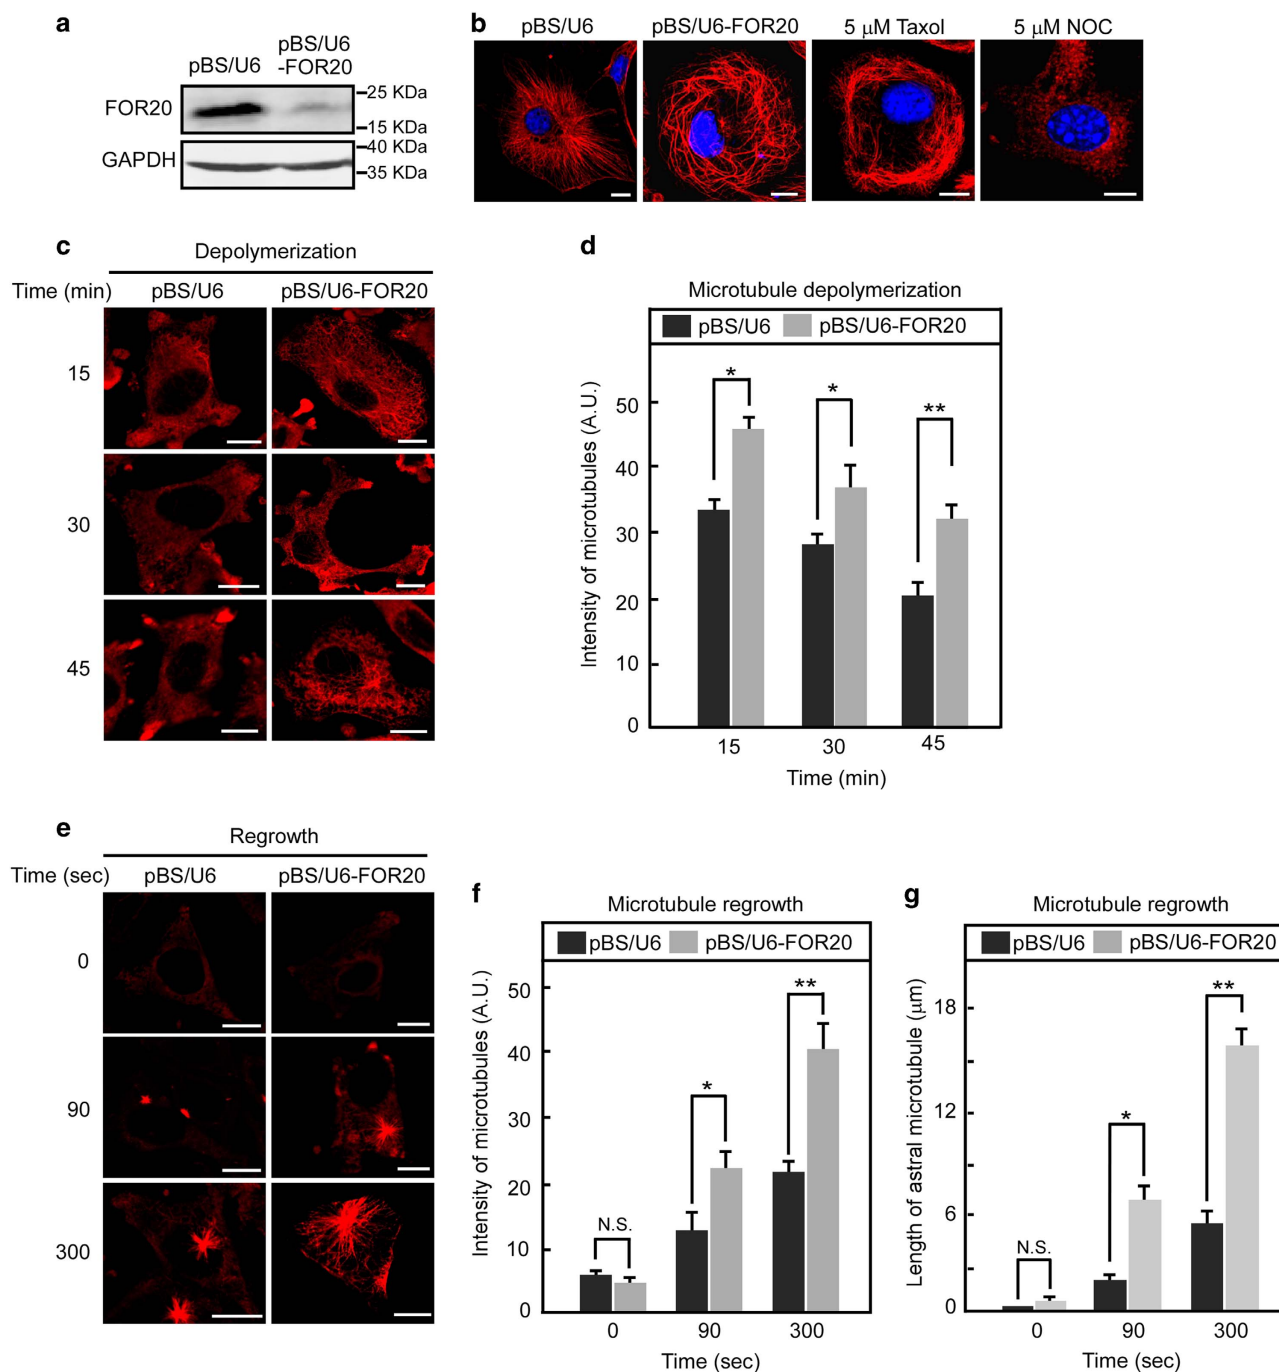 a
pBS/U6
pBS/U6
-FOR20
FOR20
25 KDa
15 KDa
GAPDH
40 KDa
35 KDa
b
pBS/U6
pBS/U6-FOR20
5 μM Taxol
5 μM NOC
c
Depolymerization
Time (min)
pBS/U6
pBS/U6-FOR20
15
30
45
d
Microtubule depolymerization
pBS/U6
pBS/U6-FOR20
Intensity of microtubules (A.U.)
50
40
30
20
10
0
*
*
**
15
30
45
Time (min)
e
Regrowth
Time (sec)
pBS/U6
pBS/U6-FOR20
0
90
300
f
Microtubule regrowth
pBS/U6
pBS/U6-FOR20
Intensity of microtubules (A.U.)
50
40
30
20
10
0
N.S.
*
**
0
90
300
Time (sec)
g
Microtubule regrowth
pBS/U6
pBS/U6-FOR20
Length of astral microtubule (μm)
18
12
6
0
N.S.
*
**
0
90
300
Time (sec)